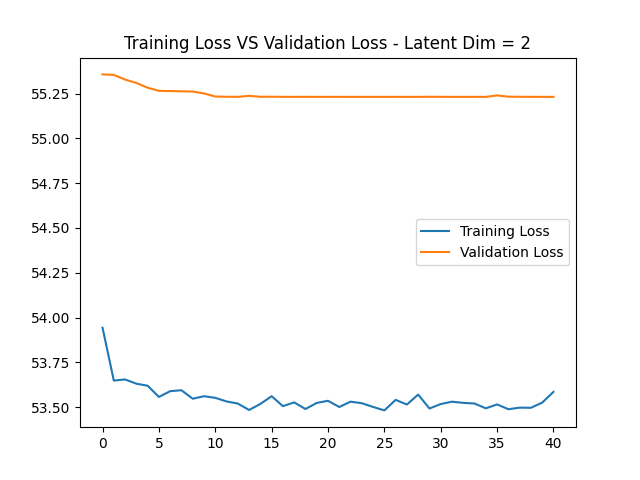 Training Loss VS Validation Loss - Latent Dim = 2
55.25
55.00
54.75
54.50
54.25
54.00
53.75
53.50
Training Loss
Validation Loss
0 5 10 15 20 25 30 35 40